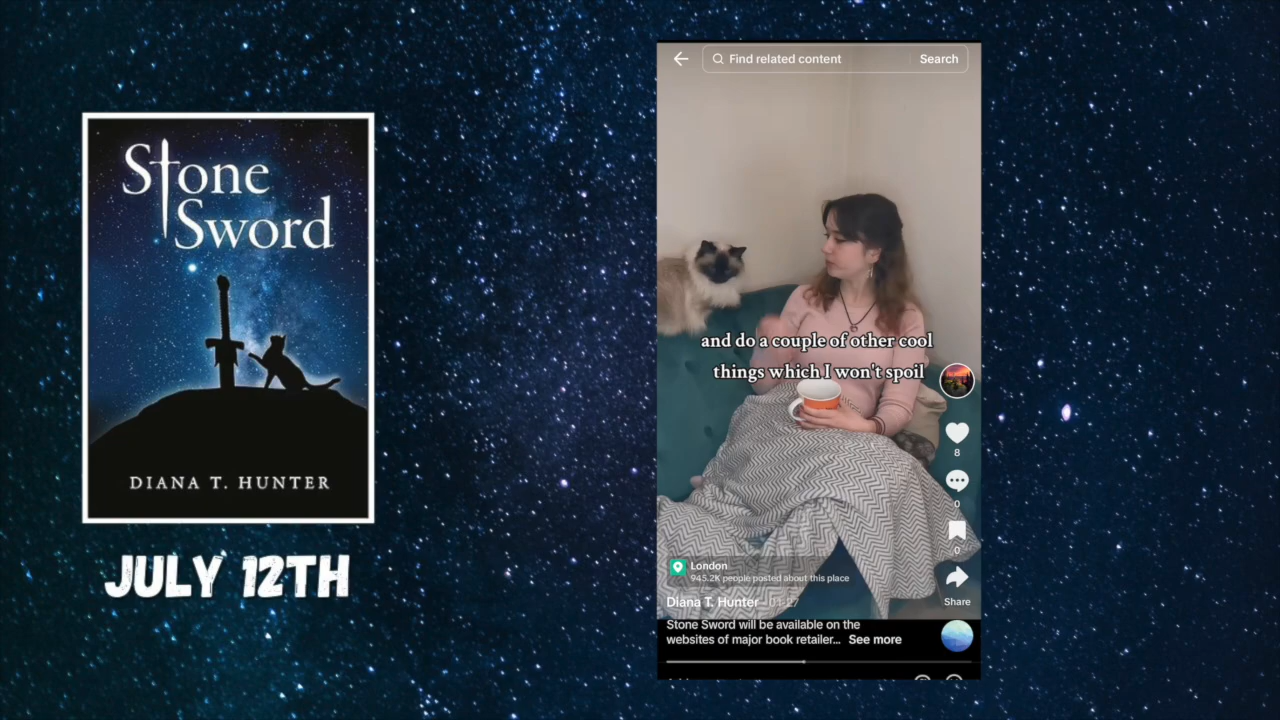 Stone
Sword
DIANA T. HUNTER
JULY 12TH
Find related content
Search
and do a couple of other cool
things which I won't spoil
8
0
0
Share
London
945.2K people posted about this place
Diana T. Hunter
Stone Sword will be available on the
websites of major book retailer... See more